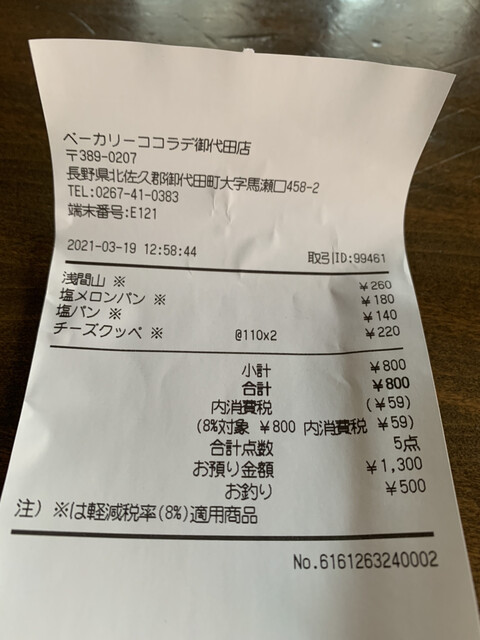 ベーカリーココラデ御代田店
〒389-0207
長野県北佐久郡御代田町大字馬瀬口458-2
TEL:0267-41-0383
端末番号:E121
2021-03-19 12:58:44 取引ID:99461
浅間山 ※ ¥260
塩メロンパン ※ ¥180
塩パン ※ ¥140
チーズクッペ ※ @110x2 ¥220
小計 ¥800
合計 ¥800
内消費税 (¥59)
(8%対象 ¥800 内消費税 ¥59)
合計点数 5点
お預り金額 ¥1,300
お釣り ¥500
注) ※は軽減税率(8%)適用商品
No.6161263240002